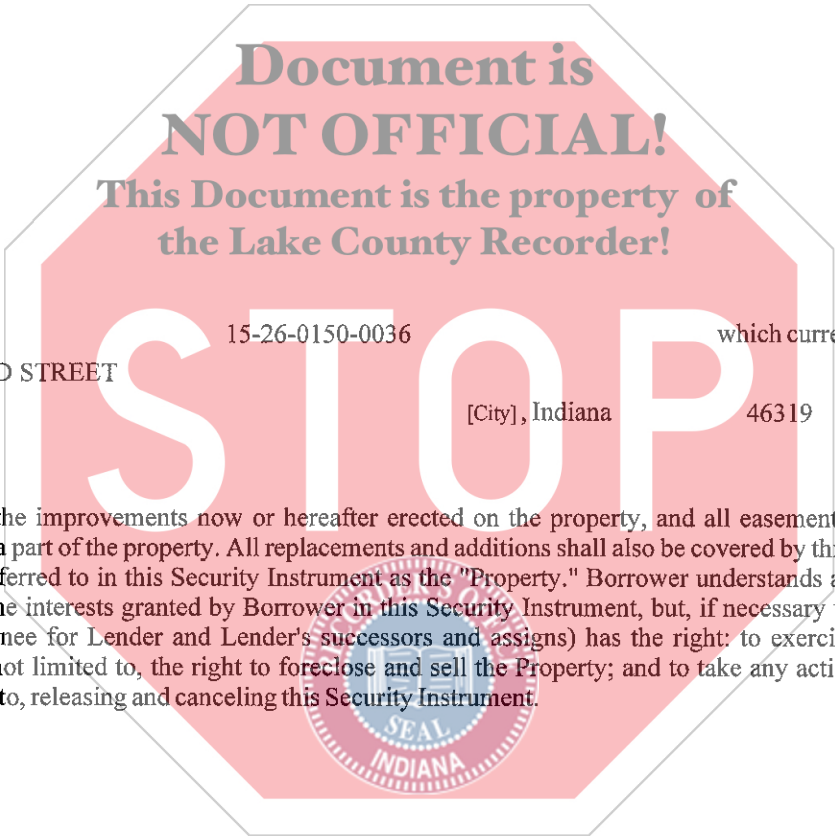 Document is
NOT OFFICIAL!
This Document is the property of
the Lake County Recorder!
STOP
15-26-0150-0036 which curre
D STREET
[City], Indiana 46319
he improvements now or hereafter erected on the property, and all easement
a part of the property. All replacements and additions shall also be covered by thi
ferred to in this Security Instrument as the "Property." Borrower understands a
ne interests granted by Borrower in this Security Instrument, but, if necessary
nee for Lender and Lender's successors and assigns) has the right: to exerci
not limited to, the right to foreclose and sell the Property; and to take any acti
to, releasing and canceling this Security Instrument.
RECORDER'S OFFICE
SEAL
INDIANA